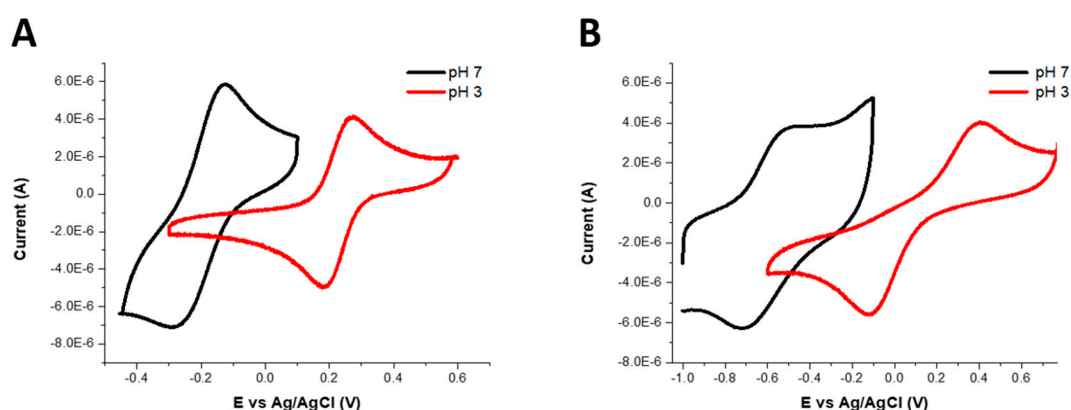 A
B
pH 7
pH 3
6.0E-6
4.0E-6
2.0E-6
0.0
-2.0E-6
-4.0E-6
-6.0E-6
-8.0E-6
Current (A)
-0.4 -0.2 0.0 0.2 0.4 0.6
E vs Ag/AgCl (V)
pH 7
pH 3
6.0E-6
4.0E-6
2.0E-6
0.0
-2.0E-6
-4.0E-6
-6.0E-6
-8.0E-6
Current (A)
-1.0 -0.8 -0.6 -0.4 -0.2 0.0 0.2 0.4 0.6
E vs Ag/AgCl (V)